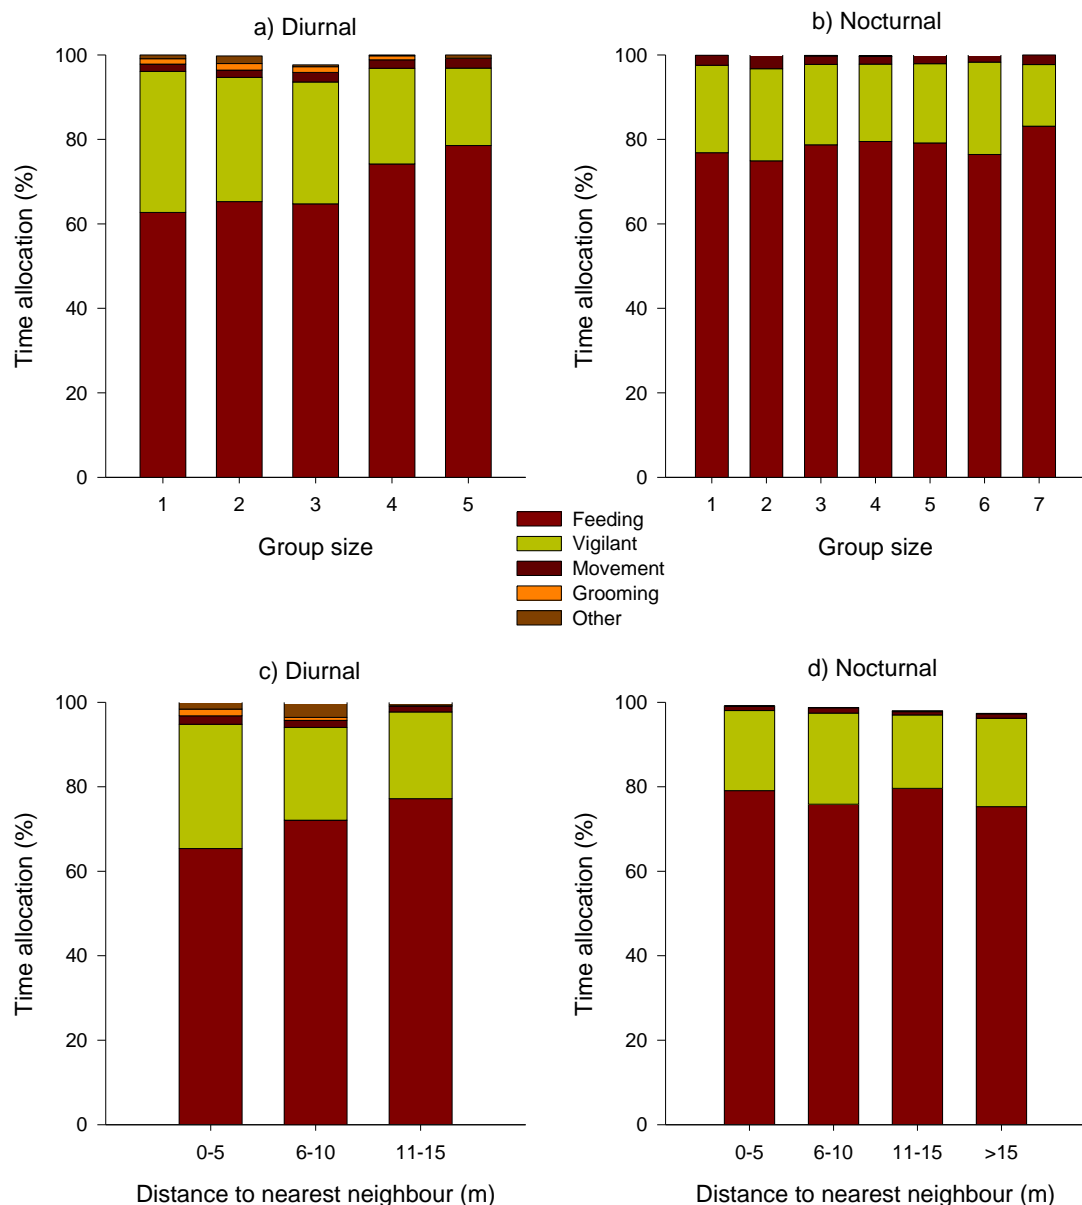 a) Diurnal
Time allocation (%)
100
80
60
40
20
0
1 2 3 4 5
Group size
b) Nocturnal
Time allocation (%)
100
80
60
40
20
0
1 2 3 4 5 6 7
Group size
Feeding
Vigilant
Movement
Grooming
Other
c) Diurnal
Time allocation (%)
100
80
60
40
20
0
0-5 6-10 11-15
Distance to nearest neighbour (m)
d) Nocturnal
Time allocation (%)
100
80
60
40
20
0
0-5 6-10 11-15 >15
Distance to nearest neighbour (m)